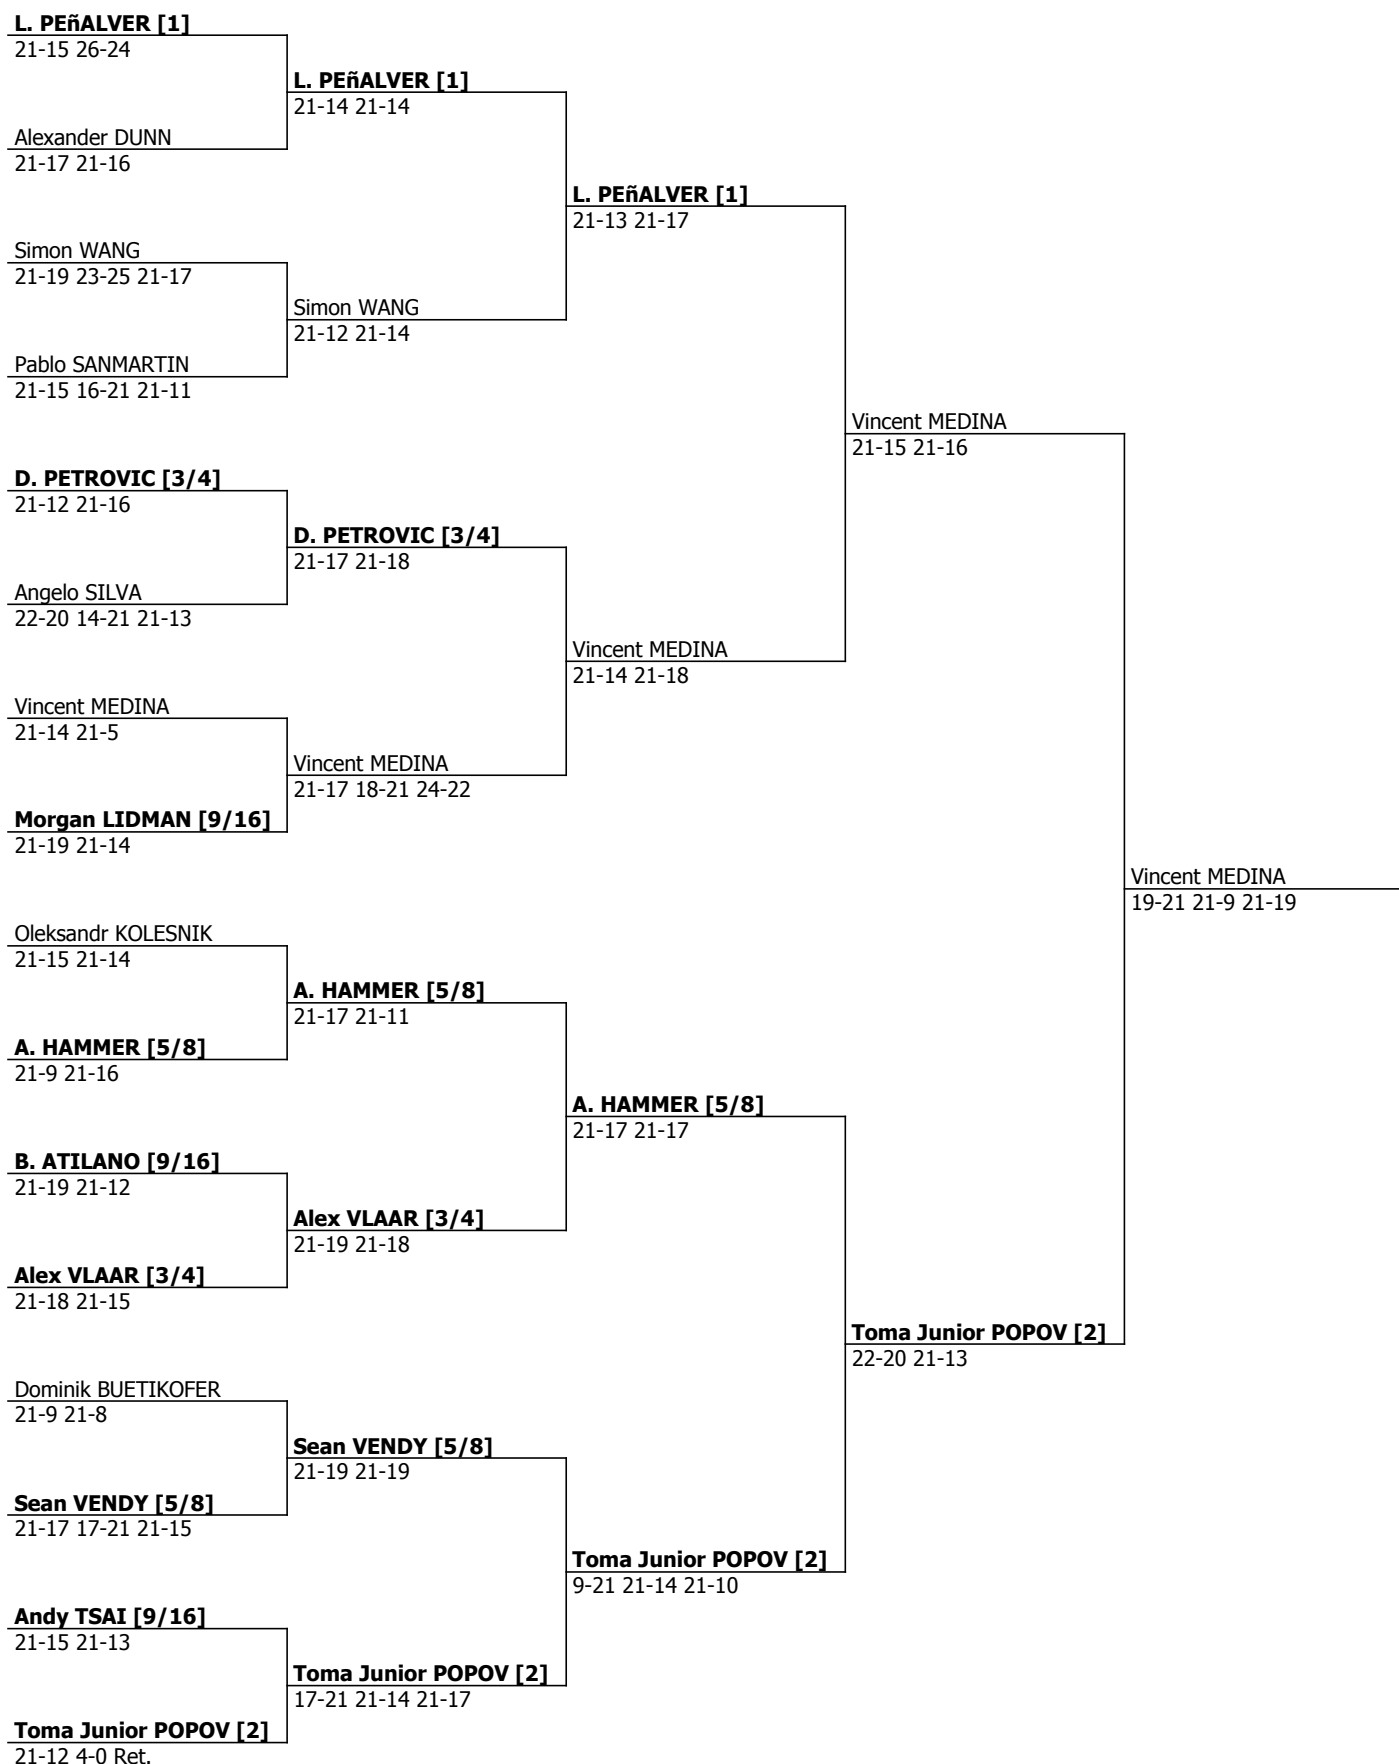 L. PEñALVER [1]
21-15 26-24
L. PEñALVER [1]
21-14 21-14
Alexander DUNN
21-17 21-16
L. PEñALVER [1]
21-13 21-17
Simon WANG
21-19 23-25 21-17
Simon WANG
21-12 21-14
Pablo SANMARTIN
21-15 16-21 21-11
Vincent MEDINA
21-15 21-16
D. PETROVIC [3/4]
21-12 21-16
D. PETROVIC [3/4]
21-17 21-18
Angelo SILVA
22-20 14-21 21-13
Vincent MEDINA
21-14 21-18
Vincent MEDINA
21-14 21-5
Vincent MEDINA
21-17 18-21 24-22
Morgan LIDMAN [9/16]
21-19 21-14
Vincent MEDINA
19-21 21-9 21-19
Oleksandr KOLESNIK
21-15 21-14
A. HAMMER [5/8]
21-17 21-11
A. HAMMER [5/8]
21-9 21-16
A. HAMMER [5/8]
21-17 21-17
B. ATILANO [9/16]
21-19 21-12
Alex VLAAR [3/4]
21-19 21-18
Alex VLAAR [3/4]
21-18 21-15
Toma Junior POPOV [2]
22-20 21-13
Dominik BUETIKOFER
21-9 21-8
Sean VENDY [5/8]
21-19 21-19
Sean VENDY [5/8]
21-17 17-21 21-15
Toma Junior POPOV [2]
9-21 21-14 21-10
Andy TSAI [9/16]
21-15 21-13
Toma Junior POPOV [2]
17-21 21-14 21-17
Toma Junior POPOV [2]
21-12 4-0 Ret.